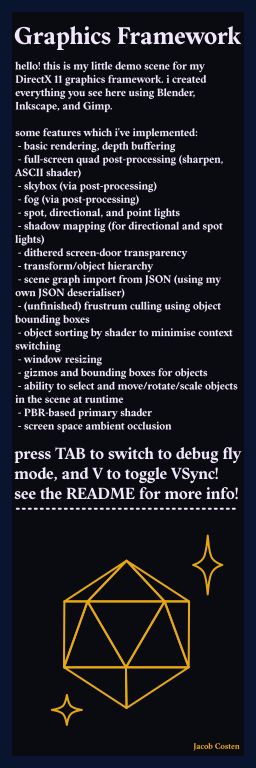 Graphics Framework
hello! this is my little demo scene for my
DirectX 11 graphics framework. i created
everything you see here using Blender,
Inkscape, and Gimp.
some features which i've implemented:
- basic rendering, depth buffering
- full-screen quad post-processing (sharpen,
ASCII shader)
- skybox (via post-processing)
- fog (via post-processing)
- spot, directional, and point lights
- shadow mapping (for directional and spot
lights)
- dithered screen-door transparency
- transform/object hierarchy
- scene graph import from JSON (using my
own JSON deserialiser)
- (unfinished) frustrum culling using object
bounding boxes
- object sorting by shader to minimise context
switching
- window resizing
- gizmos and bounding boxes for objects
- ability to select and move/rotate/scale objects
in the scene at runtime
- PBR-based primary shader
- screen space ambient occlusion
press TAB to switch to debug fly
mode, and V to toggle VSync!
see the README for more info!
Jacob Costen